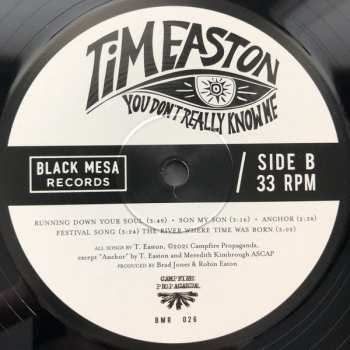 TIM EASTON
YOU DON'T REALLY KNOW ME
BLACK MESA
RECORDS
/ SIDE B
33 RPM
RUNNING DOWN YOUR SOUL (2:49) • SON MY SON (3:16) • ANCHOR (2:28)
FESTIVAL SONG (3:24) THE RIVER WHERE TIME WAS BORN (3:02)
ALL SONGS BY T. Easton, ©2021 Campfire Propaganda,
except "Anchor" by T. Easton and Meredith Kimbrough ASCAP
PRODUCED BY Brad Jones & Robin Eaton
CAMPFIRE
PROPAGANDA
BMR 026